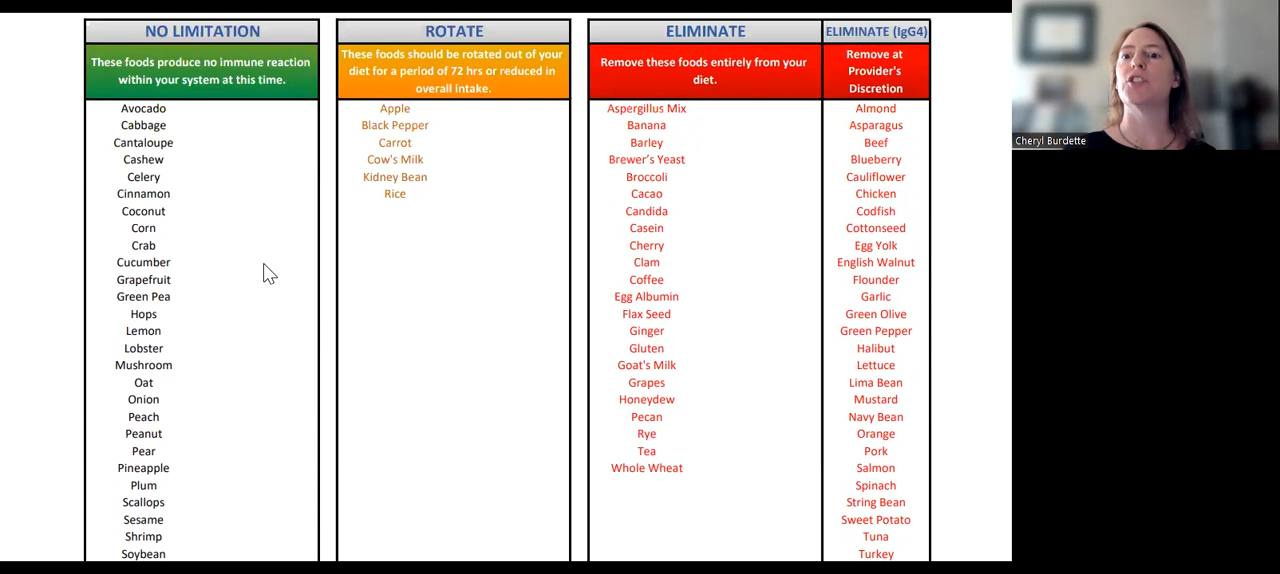 NO LIMITATION
These foods produce no immune reaction
within your system at this time.
Avocado
Cabbage
Cantaloupe
Cashew
Celery
Cinnamon
Coconut
Corn
Crab
Cucumber
Grapefruit
Green Pea
Hops
Lemon
Lobster
Mushroom
Oat
Onion
Peach
Peanut
Pear
Pineapple
Plum
Scallops
Sesame
Shrimp
Soybean
ROTATE
These foods should be rotated out of your
diet for a period of 72 hrs or reduced in
overall intake.
Apple
Black Pepper
Carrot
Cow's Milk
Kidney Bean
Rice
ELIMINATE
Remove these foods entirely from your
diet.
Aspergillus Mix
Banana
Barley
Brewer’s Yeast
Broccoli
Cacao
Candida
Casein
Cherry
Clam
Coffee
Egg Albumin
Flax Seed
Ginger
Gluten
Goat's Milk
Grapes
Honeydew
Pecan
Rye
Tea
Whole Wheat
ELIMINATE (IgG4)
Remove at
Provider's
Discretion
Almond
Asparagus
Beef
Blueberry
Cauliflower
Chicken
Codfish
Cottonseed
Egg Yolk
English Walnut
Flounder
Garlic
Green Olive
Green Pepper
Halibut
Lettuce
Lima Bean
Mustard
Navy Bean
Orange
Pork
Salmon
Spinach
String Bean
Sweet Potato
Tuna
Turkey
Cheryl Burdette